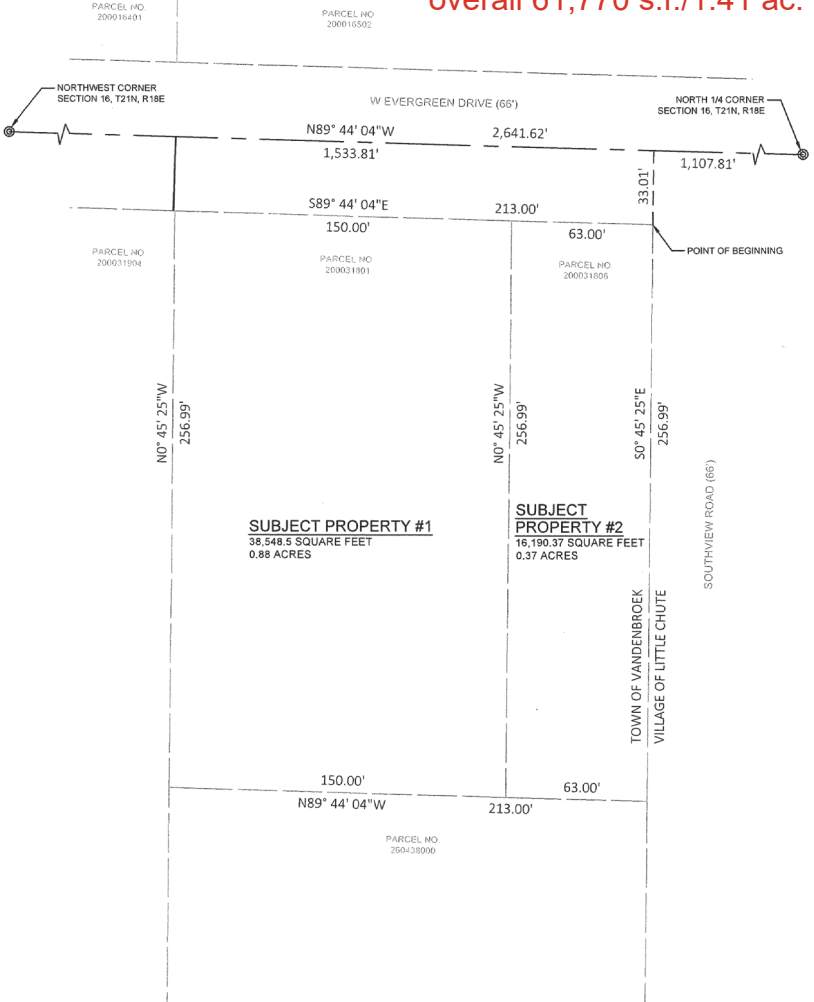 overall 61,770 s.f./1.41 ac.
PARCEL NO.
200016401
PARCEL NO
200016502
NORTHWEST CORNER
SECTION 16, T21N, R18E
W EVERGREEN DRIVE (66')
NORTH 1/4 CORNER
SECTION 16, T21N, R18E
N89° 44' 04"W
2,641.62'
1,533.81'
1,107.81'
33.01'
S89° 44' 04"E
213.00'
150.00'
63.00'
POINT OF BEGINNING
PARCEL NO
200031904
PARCEL NO
200031801
PARCEL NO.
200031806
N0° 45' 25"W
256.99'
N0° 45' 25"W
256.99'
S0° 45' 25"E
256.99'
SOUTHVIEW ROAD (66')
SUBJECT PROPERTY #1
38,548.5 SQUARE FEET
0.88 ACRES
SUBJECT
PROPERTY #2
16,190.37 SQUARE FEET
0.37 ACRES
TOWN OF VANDENBROEK
VILLAGE OF LITTLE CHUTE
150.00'
63.00'
N89° 44' 04"W
213.00'
PARCEL NO.
260438000